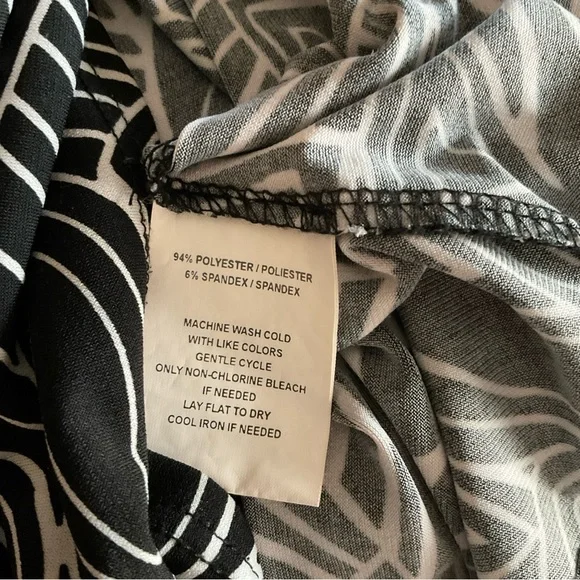 94% POLYESTER / POLIESTER
6% SPANDEX / SPANDEX
MACHINE WASH COLD
WITH LIKE COLORS
GENTLE CYCLE
ONLY NON-CHLORINE BLEACH
IF NEEDED
LAY FLAT TO DRY
COOL IRON IF NEEDED